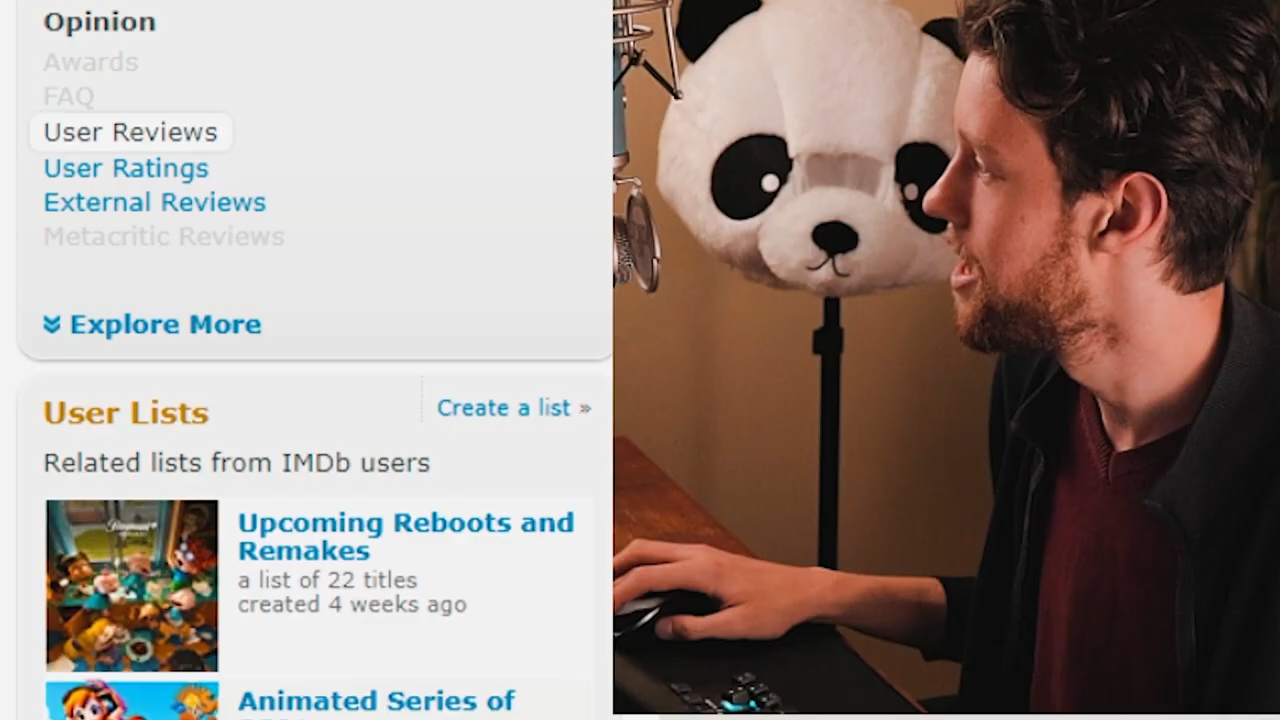 Opinion
Awards
FAQ
User Reviews
User Ratings
External Reviews
Metacritic Reviews
Explore More
User Lists
Create a list »
Related lists from IMDb users
Upcoming Reboots and
Remakes
a list of 22 titles
created 4 weeks ago
Animated Series of